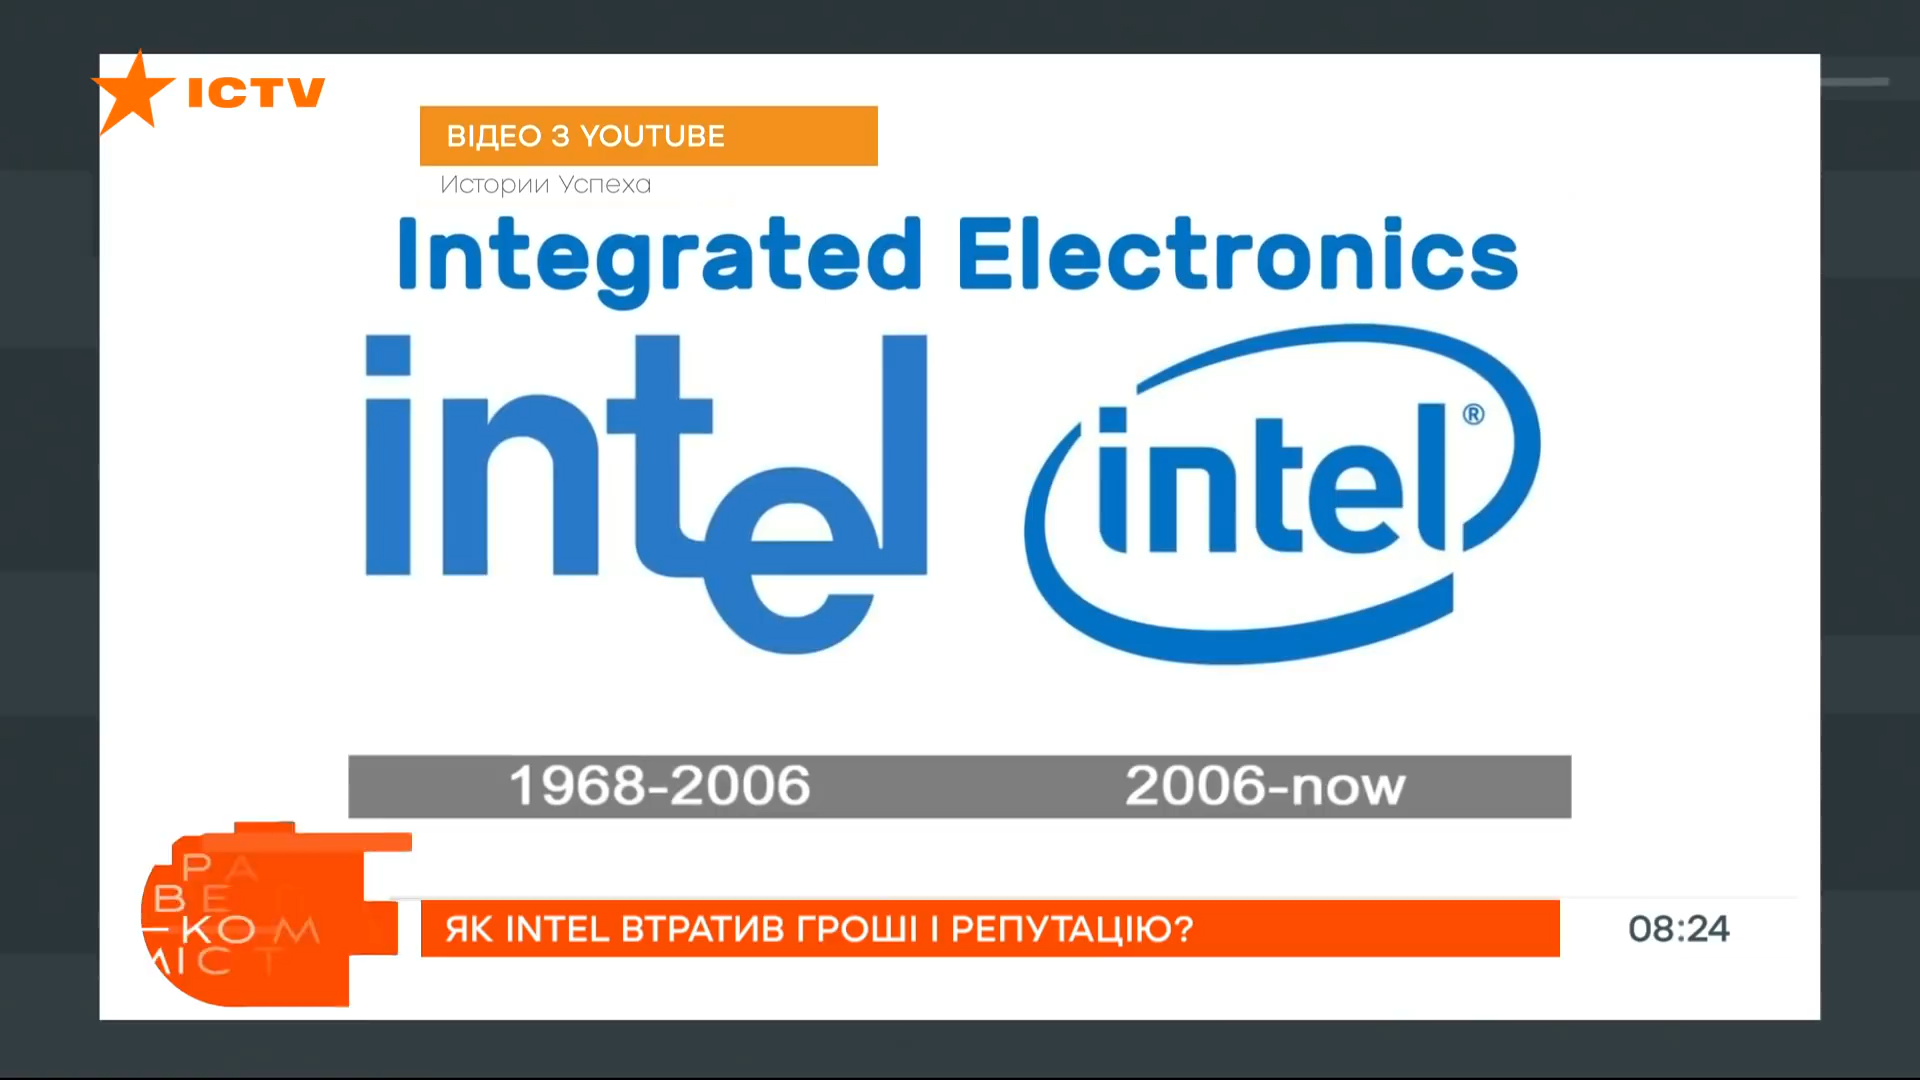 ICTV
ВІДЕО З YOUTUBE
Истории Успеха
Integrated Electronics
intel
intel®
1968-2006
2006-now
ЯК INTEL ВТРАТИВ ГРОШІ І РЕПУТАЦІЮ?
08:24